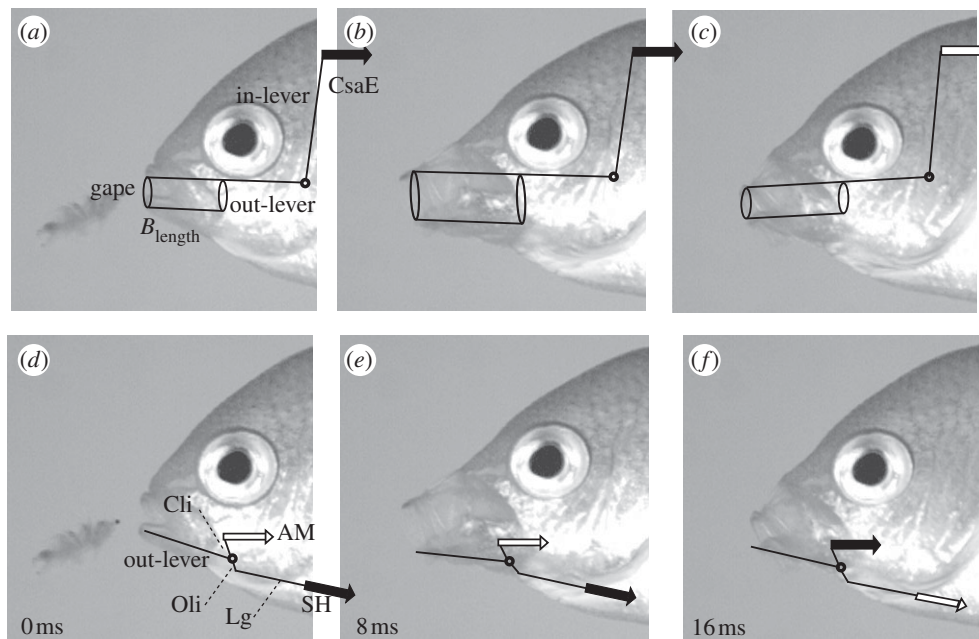 (a)
(b)
(c)
in-lever
CsaE
gape
out-lever
B length
(d)
(e)
(f)
Cli
AM
out-lever
Oli
Lg
SH
0 ms
8 ms
16 ms